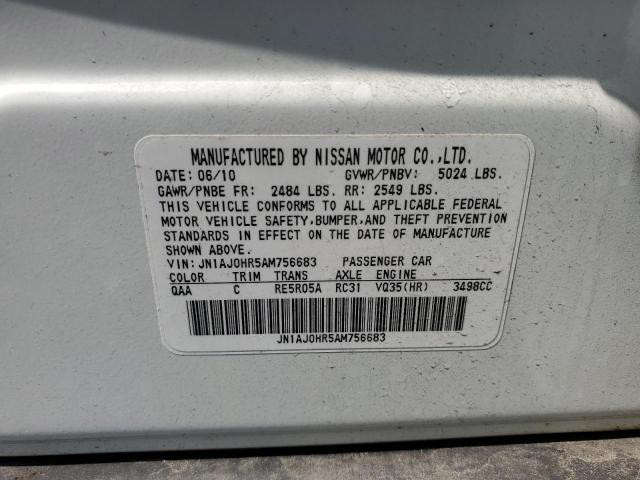 MANUFACTURED BY NISSAN MOTOR CO.,LTD.
DATE: 06/10 GVWR/PNBV: 5024 LBS.
GAWR/PNBE FR: 2484 LBS. RR: 2549 LBS.
THIS VEHICLE CONFORMS TO ALL APPLICABLE FEDERAL
MOTOR VEHICLE SAFETY,BUMPER,AND THEFT PREVENTION
STANDARDS IN EFFECT ON THE DATE OF MANUFACTURE
SHOWN ABOVE.
VIN: JN1AJ0HR5AM756683 PASSENGER CAR
COLOR TRIM TRANS AXLE ENGINE
QAA C RE5R05A RC31 VQ35(HR) 3498CC
JN1AJ0HR5AM756683